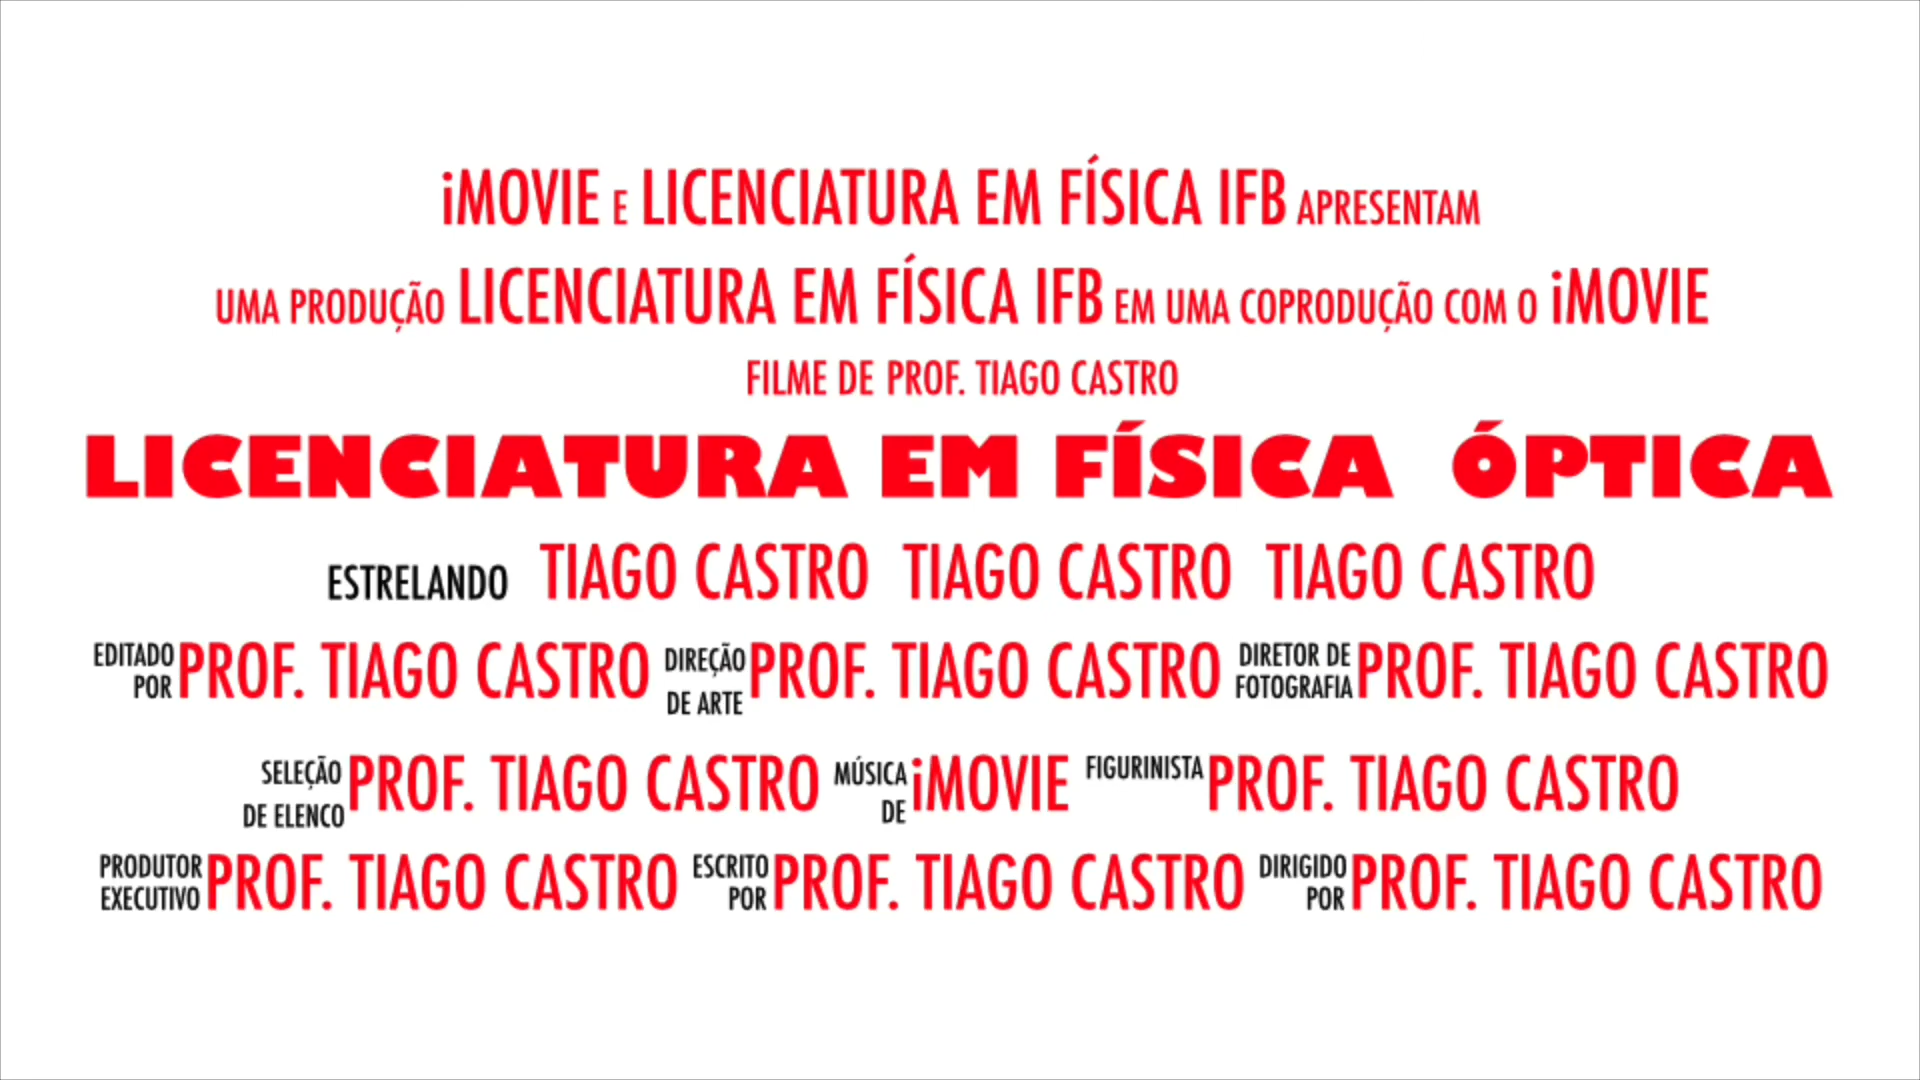 iMOVIE E LICENCIATURA EM FÍSICA IFB APRESENTAM
UMA PRODUÇÃO LICENCIATURA EM FÍSICA IFB EM UMA COPRODUÇÃO COM O iMOVIE
FILME DE PROF. TIAGO CASTRO
LICENCIATURA EM FÍSICA ÓPTICA
ESTRELANDO TIAGO CASTRO TIAGO CASTRO TIAGO CASTRO
EDITADO POR PROF. TIAGO CASTRO DIREÇÃO DE ARTE PROF. TIAGO CASTRO DIRETOR DE FOTOGRAFIA PROF. TIAGO CASTRO
SELEÇÃO DE ELENCO PROF. TIAGO CASTRO MÚSICA DE iMOVIE FIGURINISTA PROF. TIAGO CASTRO
PRODUTOR EXECUTIVO PROF. TIAGO CASTRO ESCRITO POR PROF. TIAGO CASTRO DIRIGIDO POR PROF. TIAGO CASTRO